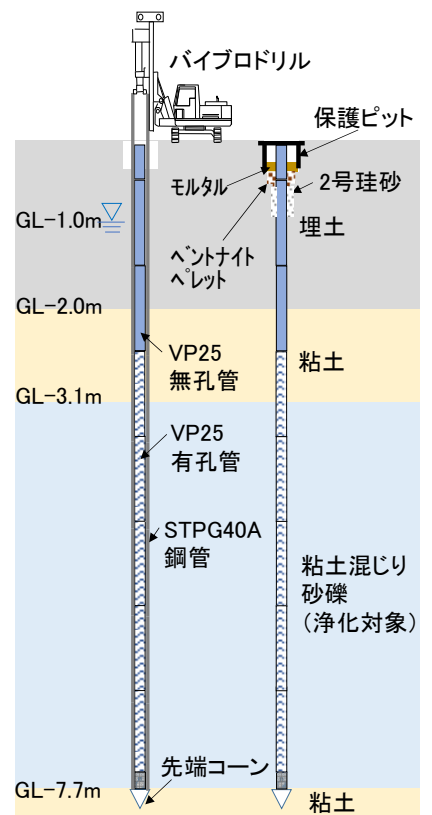 バイブロドリル
保護ピット
モルタル
2号珪砂
GL-1.0m
埋土
ベントナイト
ペレット
GL-2.0m
VP25
無孔管
粘土
GL-3.1m
VP25
有孔管
STPG40A
鋼管
粘土混じり
砂礫
（浄化対象）
先端コーン
GL-7.7m
粘土